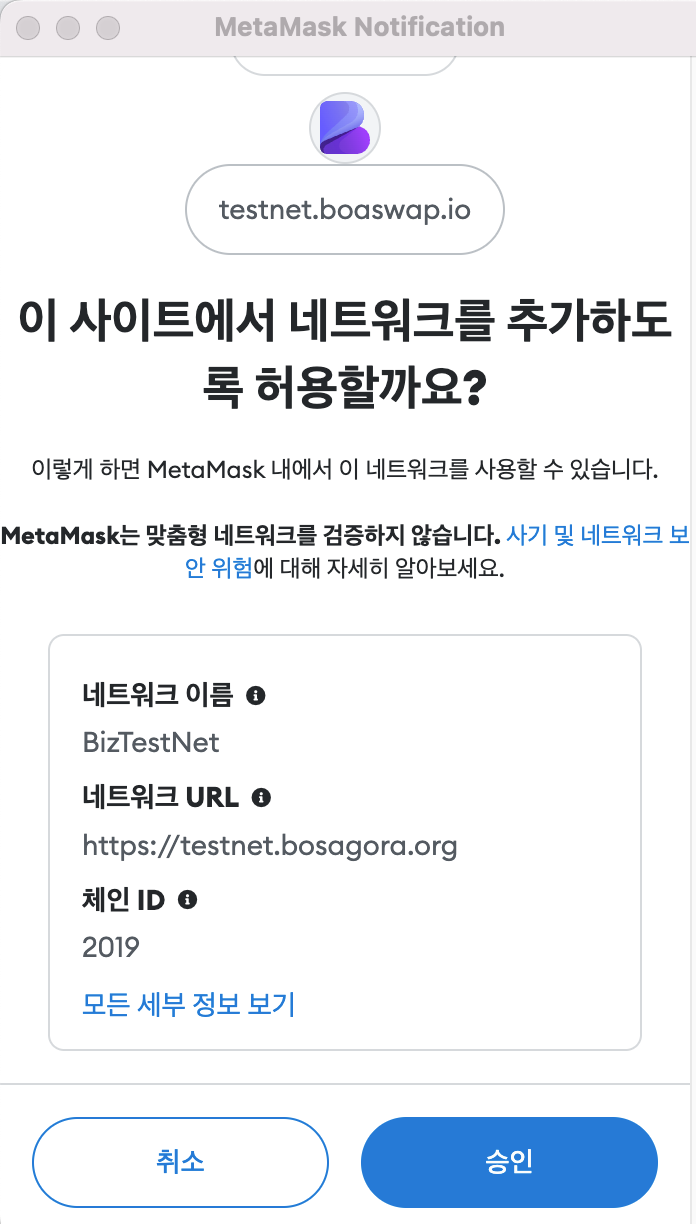 MetaMask Notification
testnet.boaswap.io
이 사이트에서 네트워크를 추가하도
록 허용할까요?
이렇게 하면 MetaMask 내에서 이 네트워크를 사용할 수 있습니다.
MetaMask는 맞춤형 네트워크를 검증하지 않습니다. 사기 및 네트워크 보
안 위험에 대해 자세히 알아보세요.
네트워크 이름
BizTestNet
네트워크 URL
https://testnet.bosagora.org
체인 ID
2019
모든 세부 정보 보기
취소
승인